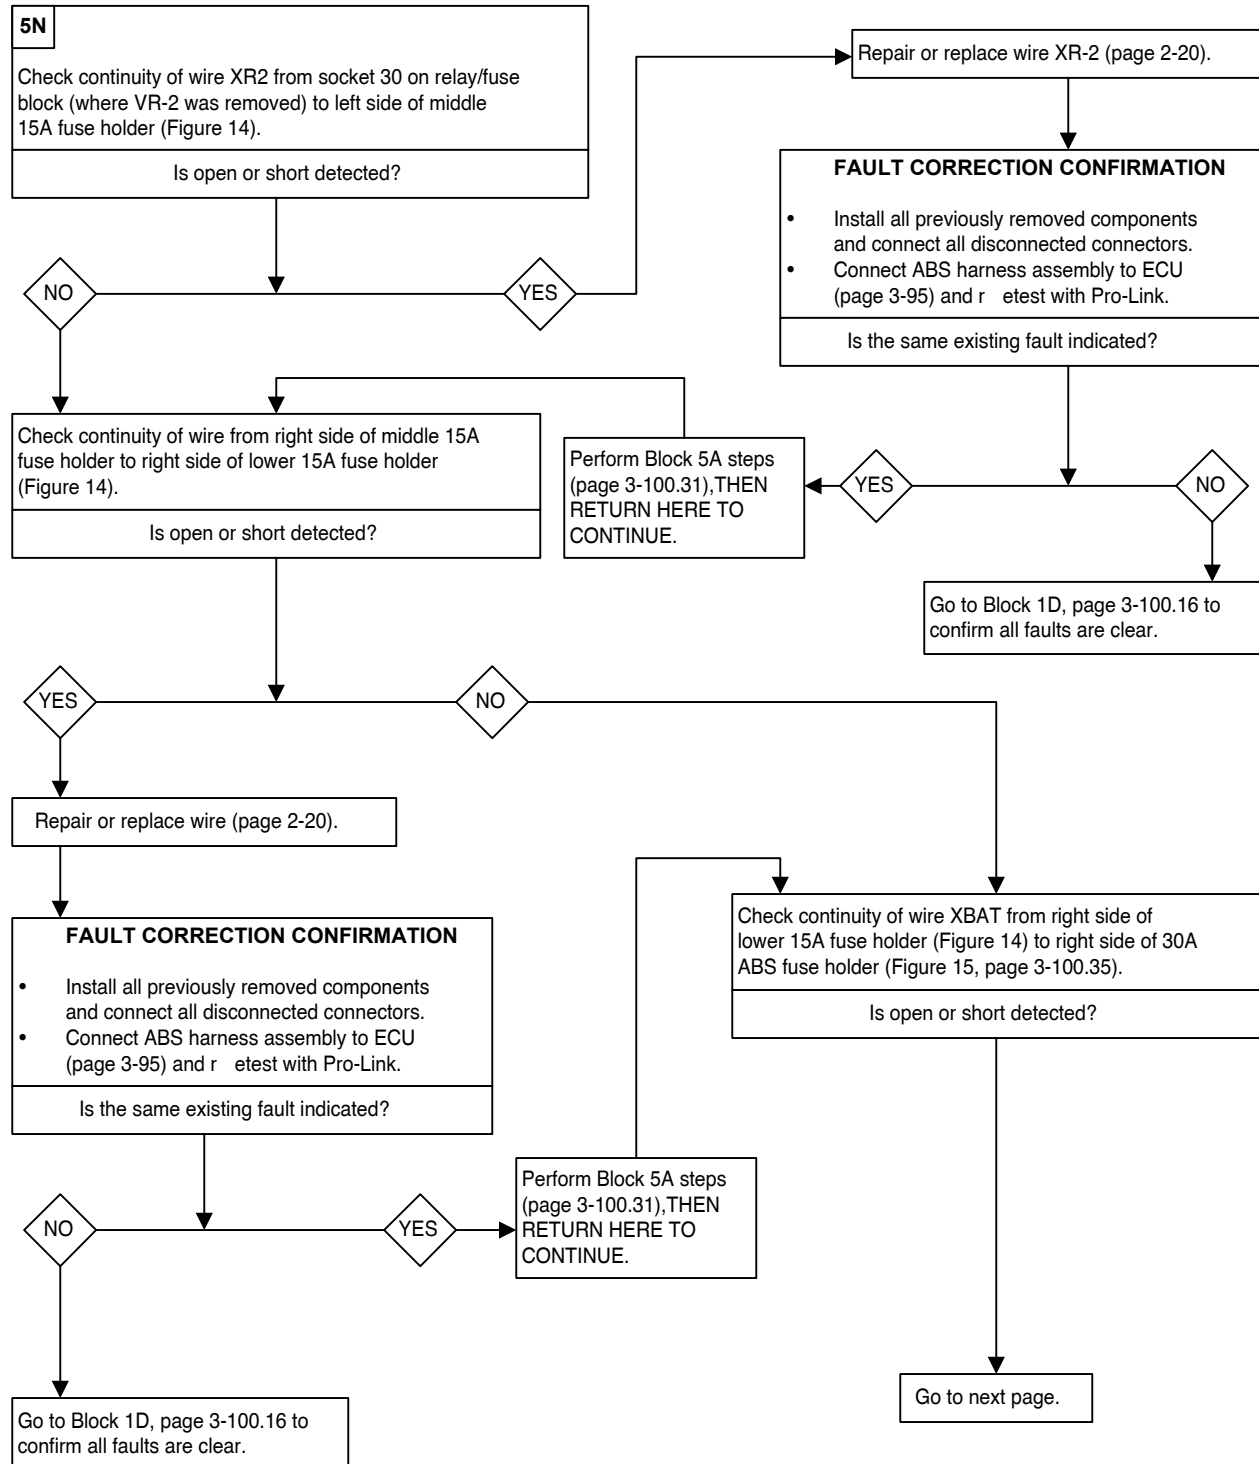 5N
Check continuity of wire XR2 from socket 30 on relay/fuse
block (where VR-2 was removed) to left side of middle
15A fuse holder (Figure 14).
Is open or short detected?
NO
YES
Repair or replace wire XR-2 (page 2-20).
FAULT CORRECTION CONFIRMATION
• Install all previously removed components
and connect all disconnected connectors.
• Connect ABS harness assembly to ECU
(page 3-95) and r etest with Pro-Link.
Is the same existing fault indicated?
YES
NO
Perform Block 5A steps
(page 3-100.31),THEN
RETURN HERE TO
CONTINUE.
Go to Block 1D, page 3-100.16 to
confirm all faults are clear.
Check continuity of wire from right side of middle 15A
fuse holder to right side of lower 15A fuse holder
(Figure 14).
Is open or short detected?
YES
NO
Repair or replace wire (page 2-20).
FAULT CORRECTION CONFIRMATION
• Install all previously removed components
and connect all disconnected connectors.
• Connect ABS harness assembly to ECU
(page 3-95) and r etest with Pro-Link.
Is the same existing fault indicated?
NO
YES
Perform Block 5A steps
(page 3-100.31),THEN
RETURN HERE TO
CONTINUE.
Go to Block 1D, page 3-100.16 to
confirm all faults are clear.
Check continuity of wire XBAT from right side of
lower 15A fuse holder (Figure 14) to right side of 30A
ABS fuse holder (Figure 15, page 3-100.35).
Is open or short detected?
Go to next page.